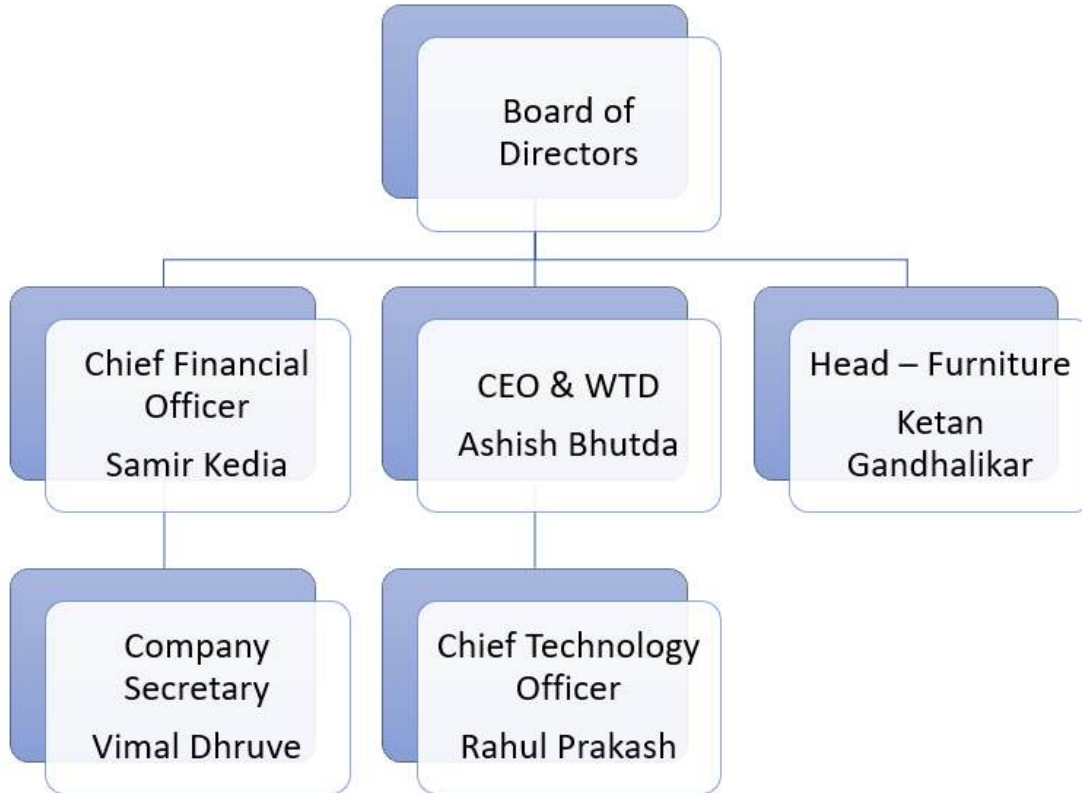 Board of
Directors
Chief Financial
Officer
Samir Kedia
CEO & WTD
Ashish Bhutda
Head – Furniture
Ketan
Gandhalikar
Company
Secretary
Vimal Dhruve
Chief Technology
Officer
Rahul Prakash